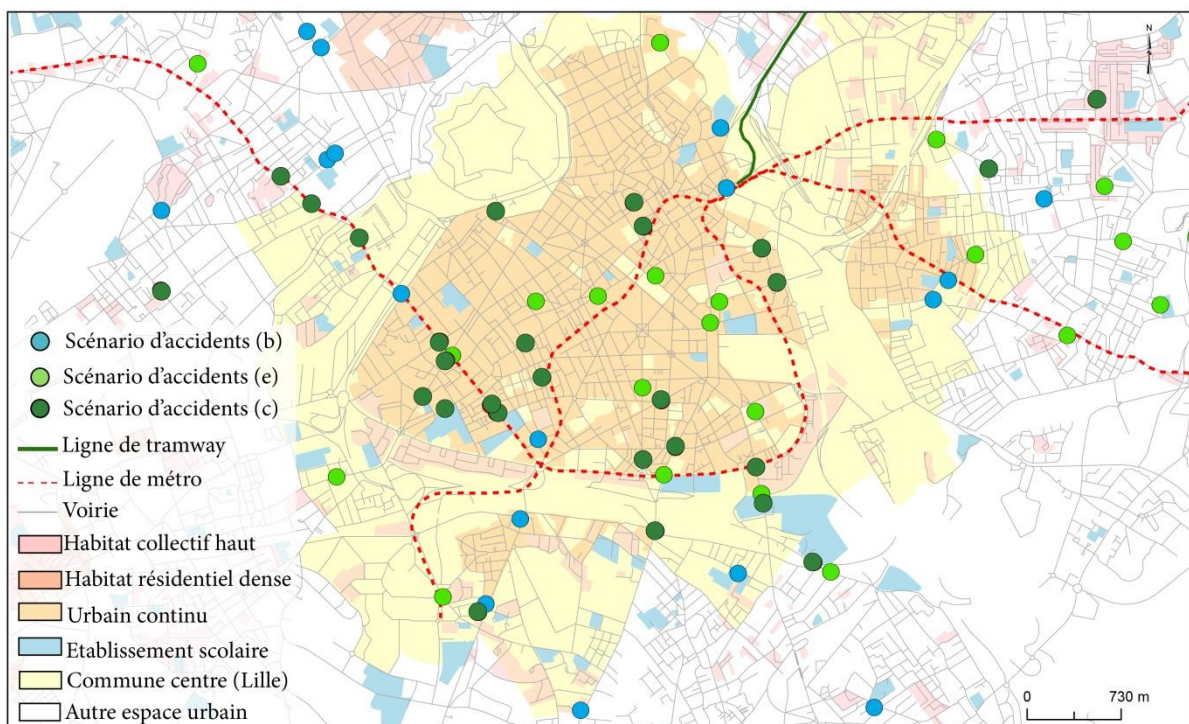 N
Scénario d'accidents (b)
Scénario d'accidents (e)
Scénario d'accidents (c)
Ligne de tramway
Ligne de métro
Voirie
Habitat collectif haut
Habitat résidentiel dense
Urbain continu
Etablissement scolaire
Commune centre (Lille)
Autre espace urbain
0 730 m